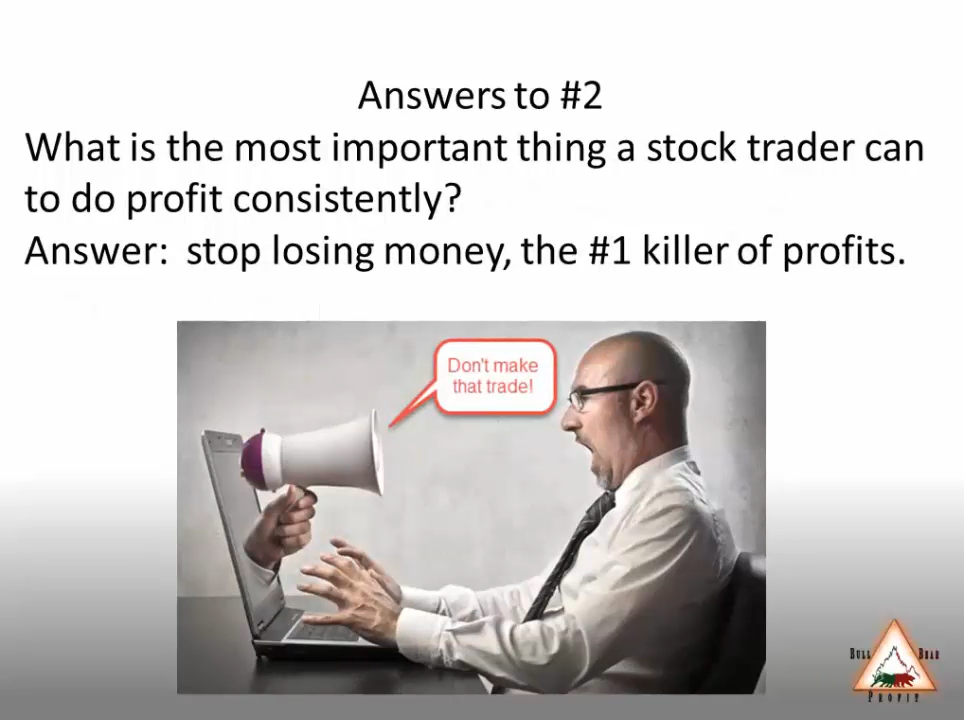 Answers to #2
What is the most important thing a stock trader can
to do profit consistently?
Answer:  stop losing money, the #1 killer of profits.
Don't make
that trade!
BULL BEAR
PROFIT